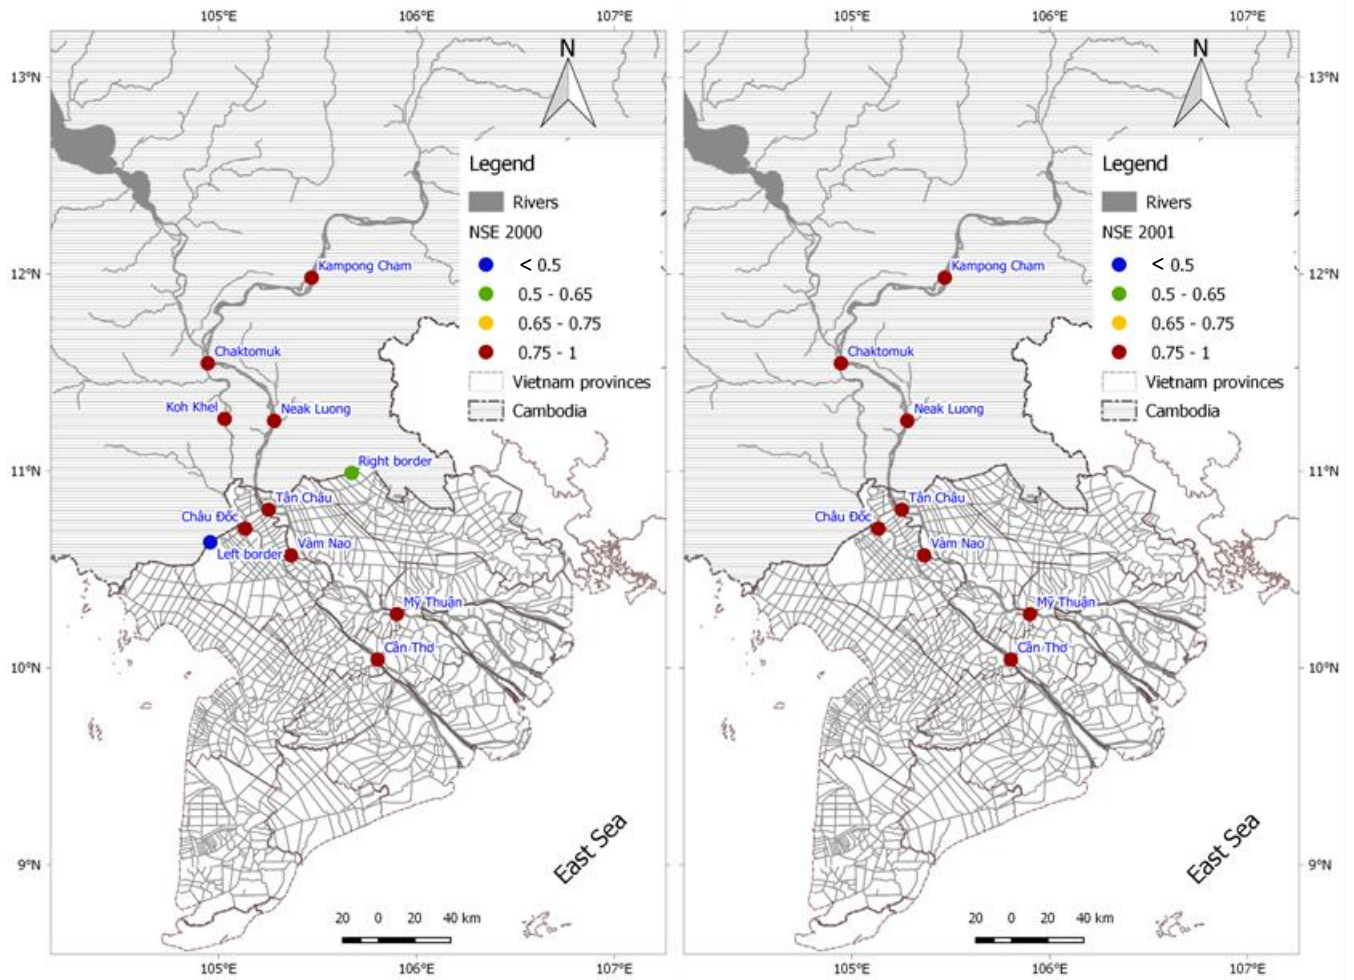 105°E 106°E 107°E 105°E 106°E 107°E
N N
13°N 13°N
Legend Legend
Rivers Rivers
NSE 2000 NSE 2001
< 0.5 < 0.5
Kampong Cham Kampong Cham
12°N 12°N
0.5 - 0.65 0.5 - 0.65
0.65 - 0.75 0.65 - 0.75
Chaktomuk 0.75 - 1 Chaktomuk 0.75 - 1
Vietnam provinces Vietnam provinces
Koh Khel Neak Luong Cambodia Neak Luong Cambodia
Right border
11°N 11°N
Tân Châu Tân Châu
Châu Đốc Châu Đốc
Vàm Nao Vàm Nao
Left border
Mỹ Thuận Mỹ Thuận
Cần Thơ Cần Thơ
10°N 10°N
East Sea East Sea
9°N 9°N
20 0 20 40 km 20 0 20 40 km
105°E 106°E 107°E 105°E 106°E 107°E